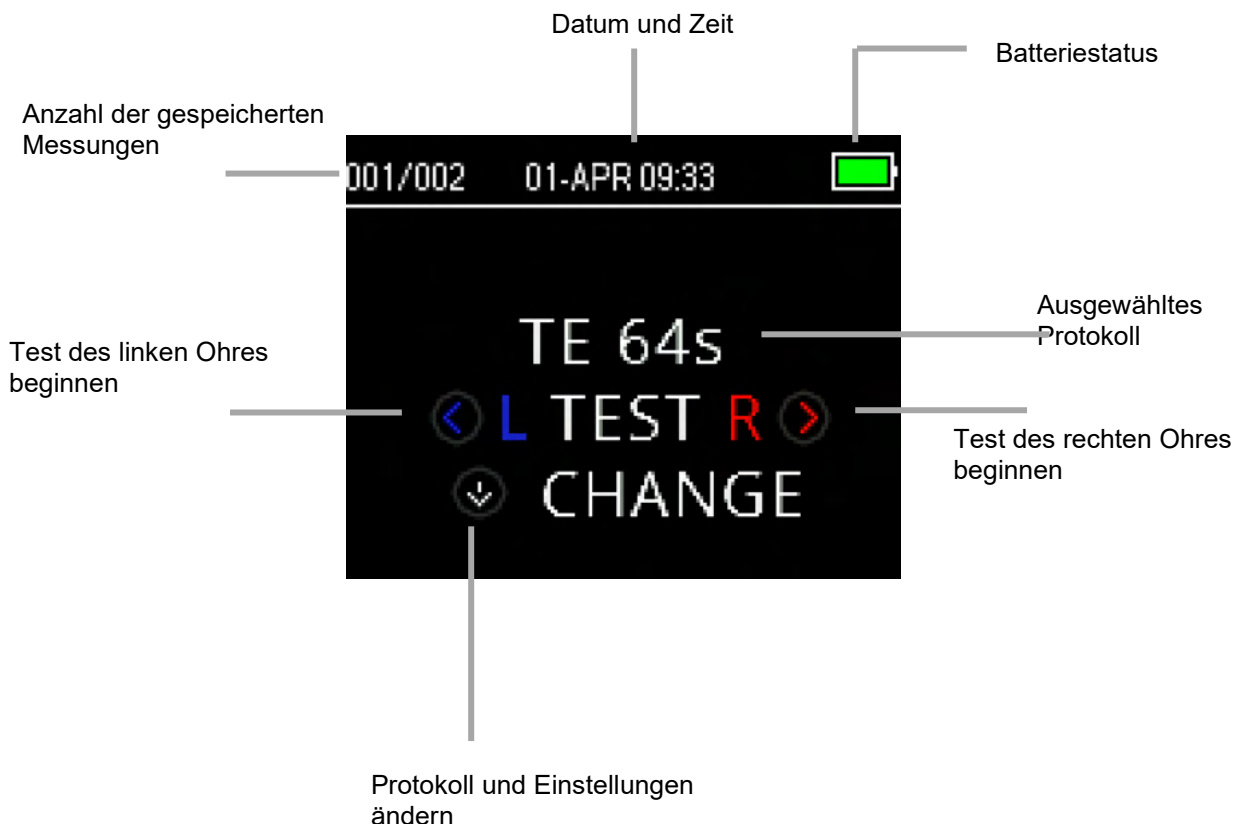 Datum und Zeit
Batteriestatus
Anzahl der gespeicherten
Messungen
001/002 01-APR 09:33
Ausgewähltes
Protokoll
TE 64s
Test des linken Ohres
beginnen
L TEST R
Test des rechten Ohres
beginnen
CHANGE
Protokoll und Einstellungen
ändern